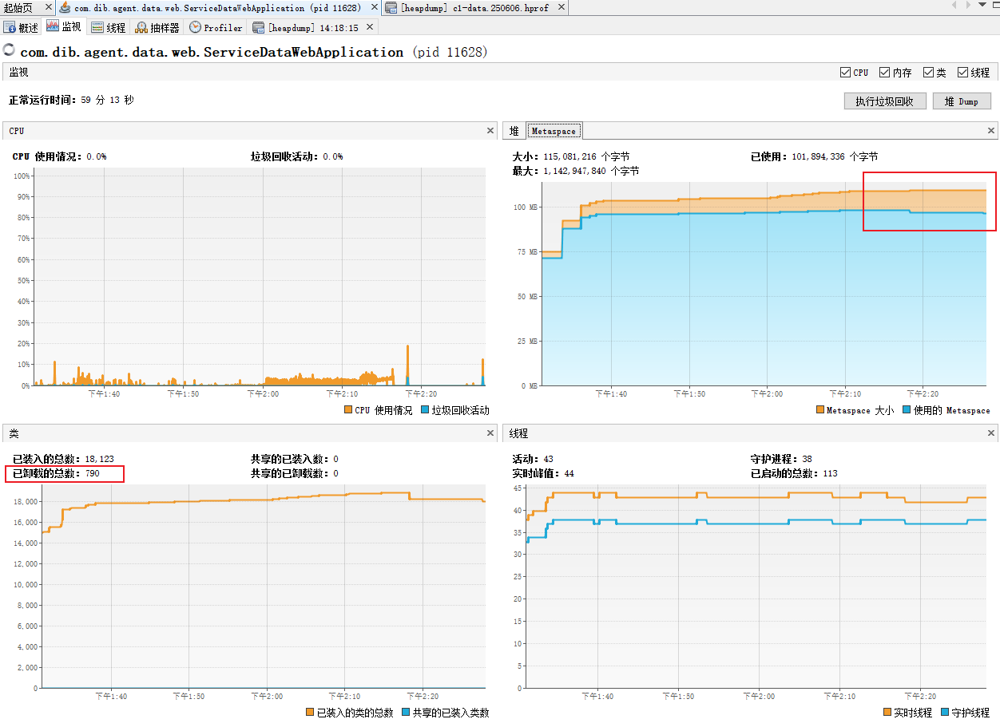 起始页 com.dib.agent.data.web.ServiceDataWebApplication (pid 11628) [heapdump] c1-data.250606.hprof
概述 监视 线程 抽样器 Profiler [heapdump] 14:18:15
com.dib.agent.data.web.ServiceDataWebApplication (pid 11628)
监视 CPU 内存 类 线程
正常运行时间: 59 分 13 秒
执行垃圾回收 堆 Dump
CPU
CPU 使用情况: 0.0% 垃圾回收活动: 0.0%
100%
90%
80%
70%
60%
50%
40%
30%
20%
10%
0%
下午1:40 下午1:50 下午2:00 下午2:10 下午2:20
CPU 使用情况 垃圾回收活动
堆 Metaspace
大小: 115,081,216 个字节 已使用: 101,894,336 个字节
最大: 1,142,947,840 个字节
100 MB
75 MB
50 MB
25 MB
0 MB
下午1:40 下午1:50 下午2:00 下午2:10 下午2:20
Metaspace 大小 使用的 Metaspace
类
已装入的总数: 18,123 共享的已装入数: 0
已卸载的总数: 790 共享的已卸载数: 0
18,000
16,000
14,000
12,000
10,000
8,000
6,000
4,000
2,000
0
下午1:40 下午1:50 下午2:00 下午2:10 下午2:20
已装入的类的总数 共享的已装入类数
线程
活动: 43 守护进程: 38
实时峰值: 44 已启动的总数: 113
45
40
35
30
25
20
15
10
5
0
下午1:40 下午1:50 下午2:00 下午2:10 下午2:20
实时线程 守护线程